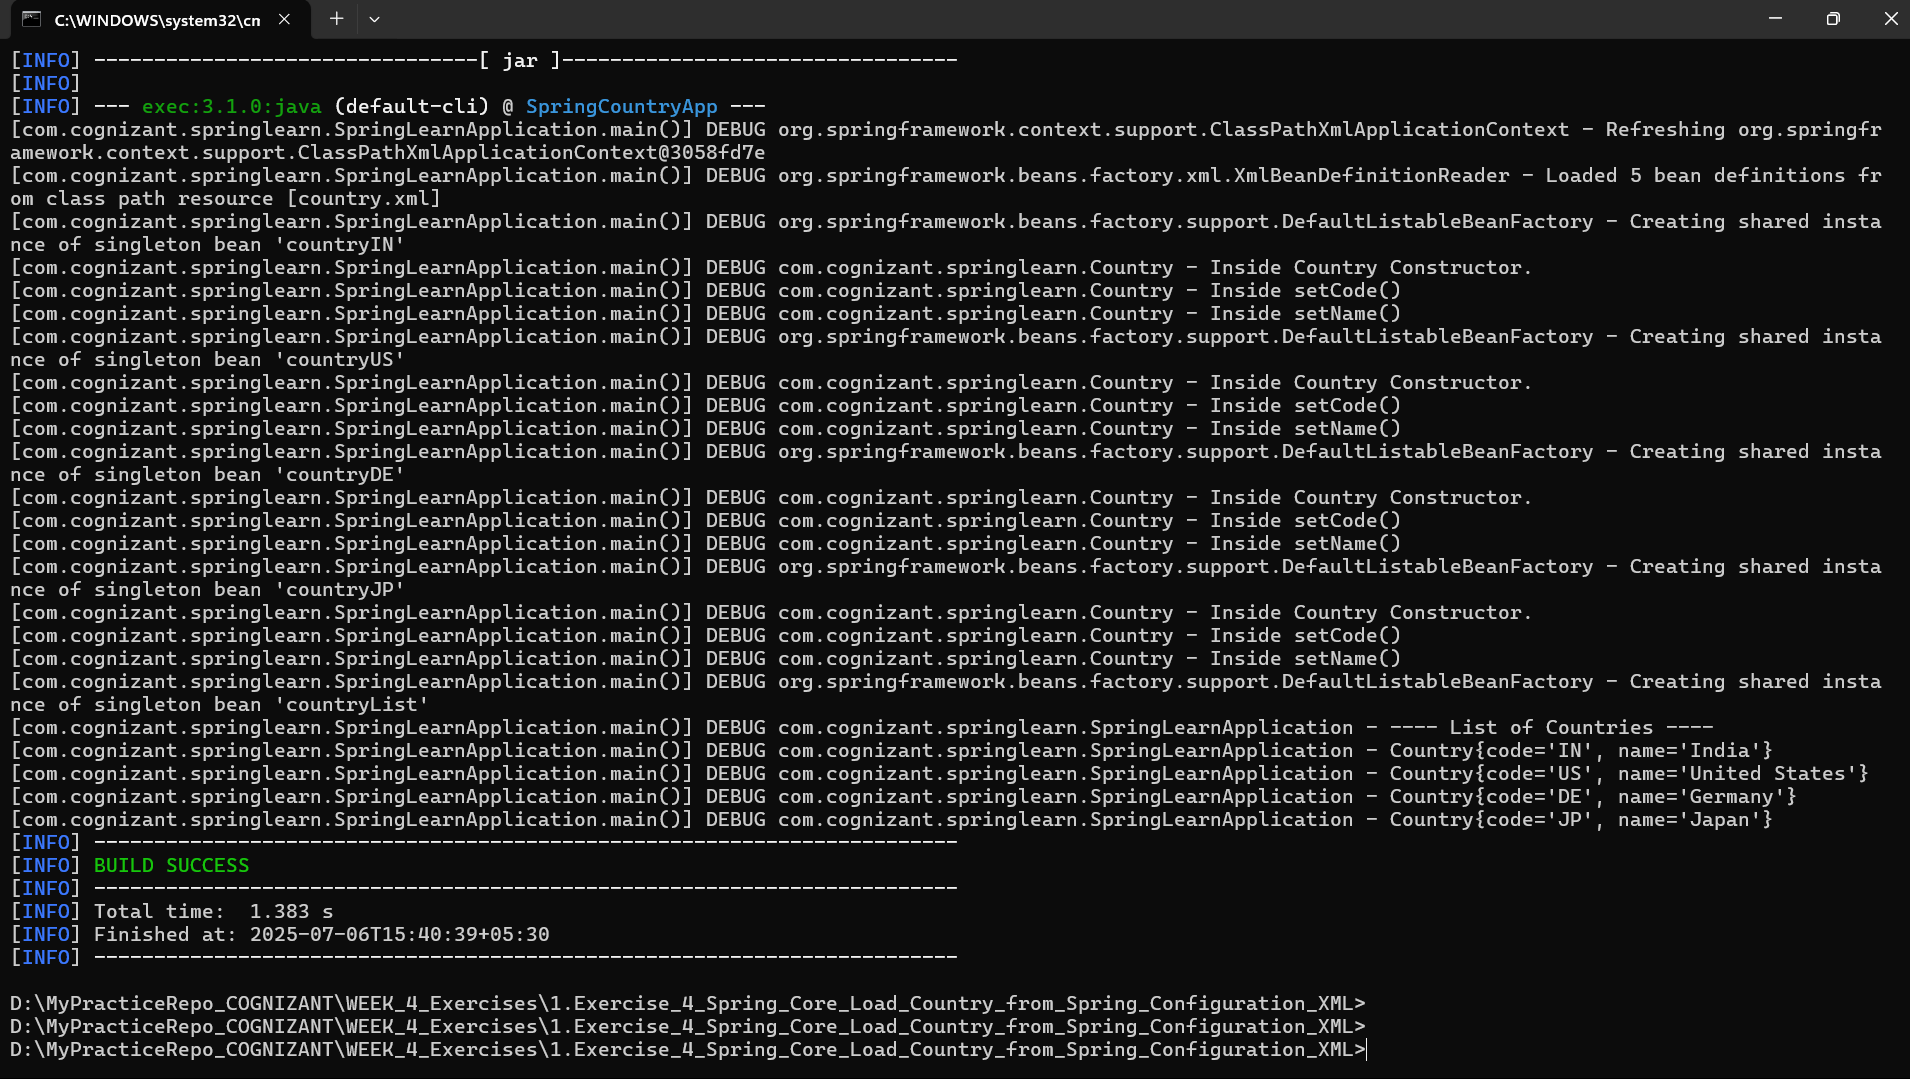 C:\WINDOWS\system32\cn
[INFO] --------------------------------[ jar ]---------------------------------
[INFO]
[INFO] --- exec:3.1.0:java (default-cli) @ SpringCountryApp ---
[com.cognizant.springlearn.SpringLearnApplication.main()] DEBUG org.springframework.context.support.ClassPathXmlApplicationContext - Refreshing org.springfr
amework.context.support.ClassPathXmlApplicationContext@3058fd7e
[com.cognizant.springlearn.SpringLearnApplication.main()] DEBUG org.springframework.beans.factory.xml.XmlBeanDefinitionReader - Loaded 5 bean definitions fr
om class path resource [country.xml]
[com.cognizant.springlearn.SpringLearnApplication.main()] DEBUG org.springframework.beans.factory.support.DefaultListableBeanFactory - Creating shared insta
nce of singleton bean 'countryIN'
[com.cognizant.springlearn.SpringLearnApplication.main()] DEBUG com.cognizant.springlearn.Country - Inside Country Constructor.
[com.cognizant.springlearn.SpringLearnApplication.main()] DEBUG com.cognizant.springlearn.Country - Inside setCode()
[com.cognizant.springlearn.SpringLearnApplication.main()] DEBUG com.cognizant.springlearn.Country - Inside setName()
[com.cognizant.springlearn.SpringLearnApplication.main()] DEBUG org.springframework.beans.factory.support.DefaultListableBeanFactory - Creating shared insta
nce of singleton bean 'countryUS'
[com.cognizant.springlearn.SpringLearnApplication.main()] DEBUG com.cognizant.springlearn.Country - Inside Country Constructor.
[com.cognizant.springlearn.SpringLearnApplication.main()] DEBUG com.cognizant.springlearn.Country - Inside setCode()
[com.cognizant.springlearn.SpringLearnApplication.main()] DEBUG com.cognizant.springlearn.Country - Inside setName()
[com.cognizant.springlearn.SpringLearnApplication.main()] DEBUG org.springframework.beans.factory.support.DefaultListableBeanFactory - Creating shared insta
nce of singleton bean 'countryDE'
[com.cognizant.springlearn.SpringLearnApplication.main()] DEBUG com.cognizant.springlearn.Country - Inside Country Constructor.
[com.cognizant.springlearn.SpringLearnApplication.main()] DEBUG com.cognizant.springlearn.Country - Inside setCode()
[com.cognizant.springlearn.SpringLearnApplication.main()] DEBUG com.cognizant.springlearn.Country - Inside setName()
[com.cognizant.springlearn.SpringLearnApplication.main()] DEBUG org.springframework.beans.factory.support.DefaultListableBeanFactory - Creating shared insta
nce of singleton bean 'countryJP'
[com.cognizant.springlearn.SpringLearnApplication.main()] DEBUG com.cognizant.springlearn.Country - Inside Country Constructor.
[com.cognizant.springlearn.SpringLearnApplication.main()] DEBUG com.cognizant.springlearn.Country - Inside setCode()
[com.cognizant.springlearn.SpringLearnApplication.main()] DEBUG com.cognizant.springlearn.Country - Inside setName()
[com.cognizant.springlearn.SpringLearnApplication.main()] DEBUG org.springframework.beans.factory.support.DefaultListableBeanFactory - Creating shared insta
nce of singleton bean 'countryList'
[com.cognizant.springlearn.SpringLearnApplication.main()] DEBUG com.cognizant.springlearn.SpringLearnApplication - ---- List of Countries ----
[com.cognizant.springlearn.SpringLearnApplication.main()] DEBUG com.cognizant.springlearn.SpringLearnApplication - Country{code='IN', name='India'}
[com.cognizant.springlearn.SpringLearnApplication.main()] DEBUG com.cognizant.springlearn.SpringLearnApplication - Country{code='US', name='United States'}
[com.cognizant.springlearn.SpringLearnApplication.main()] DEBUG com.cognizant.springlearn.SpringLearnApplication - Country{code='DE', name='Germany'}
[com.cognizant.springlearn.SpringLearnApplication.main()] DEBUG com.cognizant.springlearn.SpringLearnApplication - Country{code='JP', name='Japan'}
[INFO] ------------------------------------------------------------------------
[INFO] BUILD SUCCESS
[INFO] ------------------------------------------------------------------------
[INFO] Total time:  1.383 s
[INFO] Finished at: 2025-07-06T15:40:39+05:30
[INFO] ------------------------------------------------------------------------
D:\MyPracticeRepo_COGNIZANT\WEEK_4_Exercises\1.Exercise_4_Spring_Core_Load_Country_from_Spring_Configuration_XML>
D:\MyPracticeRepo_COGNIZANT\WEEK_4_Exercises\1.Exercise_4_Spring_Core_Load_Country_from_Spring_Configuration_XML>
D:\MyPracticeRepo_COGNIZANT\WEEK_4_Exercises\1.Exercise_4_Spring_Core_Load_Country_from_Spring_Configuration_XML>